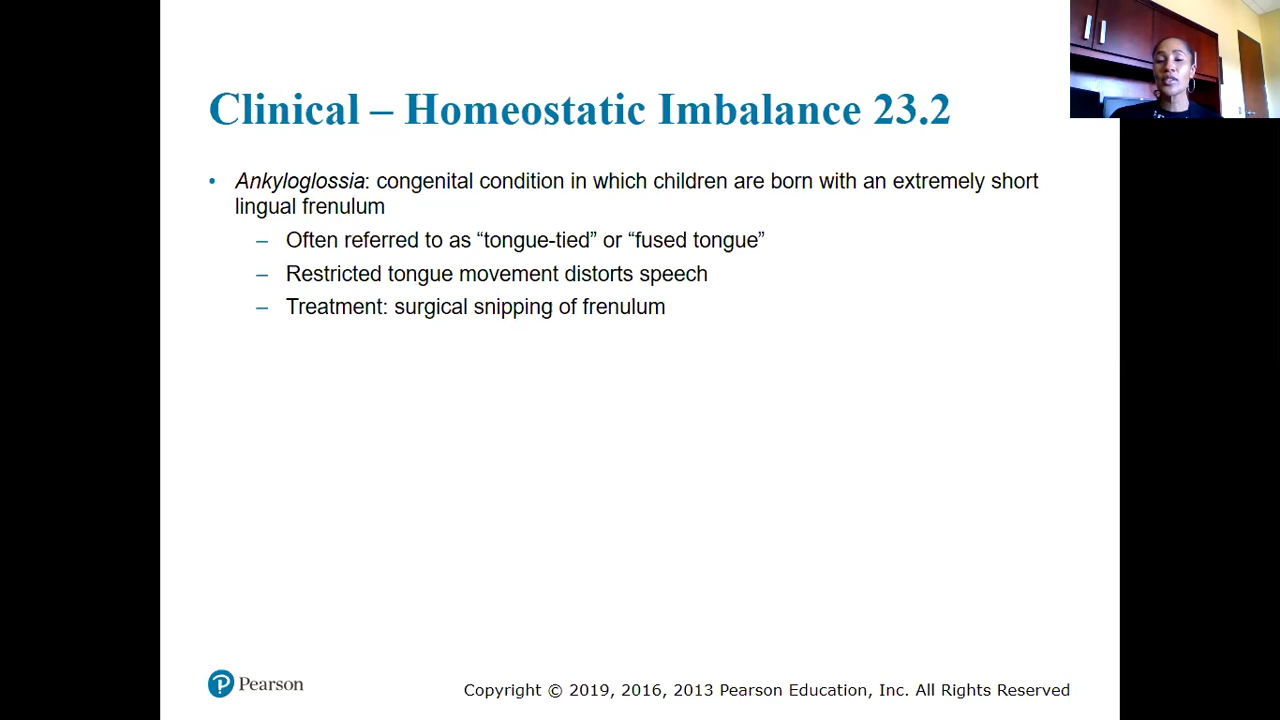 Clinical – Homeostatic Imbalance 23.2
• Ankyloglossia: congenital condition in which children are born with an extremely short
lingual frenulum
– Often referred to as “tongue-tied” or “fused tongue”
– Restricted tongue movement distorts speech
– Treatment: surgical snipping of frenulum
Pearson
Copyright © 2019, 2016, 2013 Pearson Education, Inc. All Rights Reserved